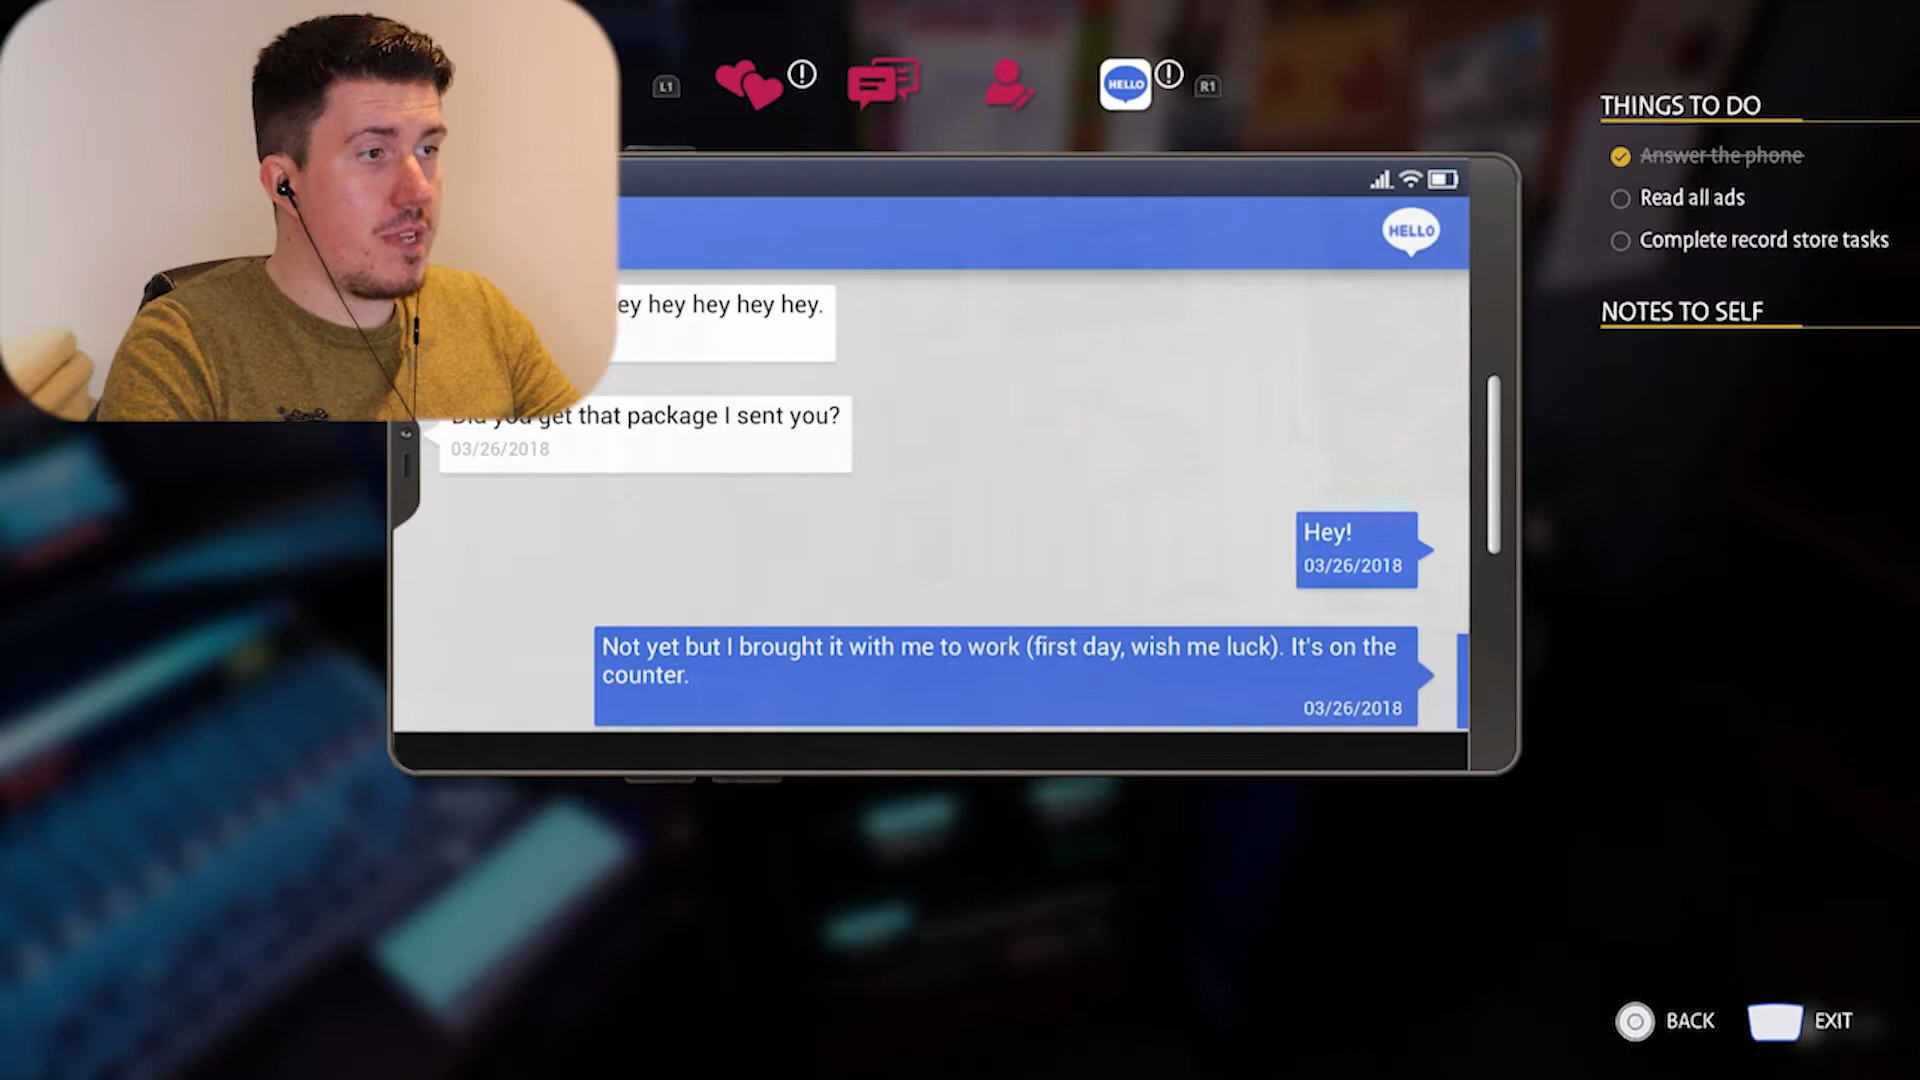 L1
HELLO
R1
THINGS TO DO
Answer the phone
Read all ads
Complete record store tasks
NOTES TO SELF
HELLO
hey hey hey hey.
get that package I sent you?
03/26/2018
Hey!
03/26/2018
Not yet but I brought it with me to work (first day, wish me luck). It's on the
counter.
03/26/2018
BACK
EXIT